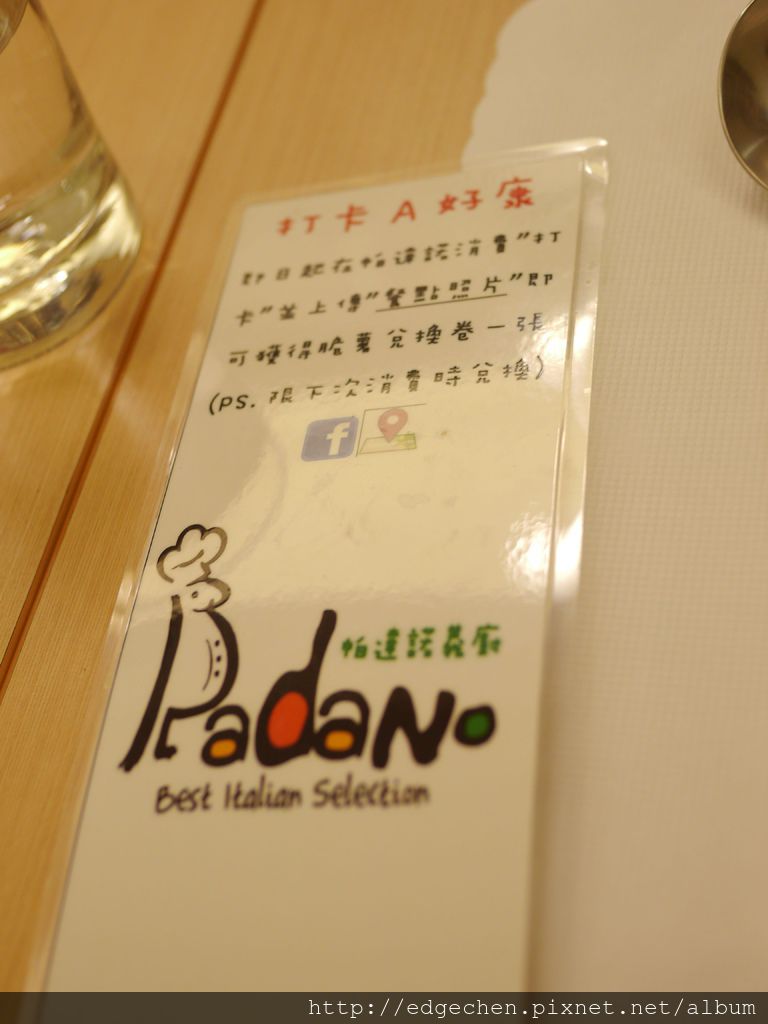 打卡A好康
即日起在帕達諾消費"打
卡"並上傳"餐點照片"即
可獲得脆薯兌換卷一張
(PS. 限下次消費時兌換)
f
帕達諾義廚
Padano
Best Italian Selection
http://edgechen.pixnet.net/album